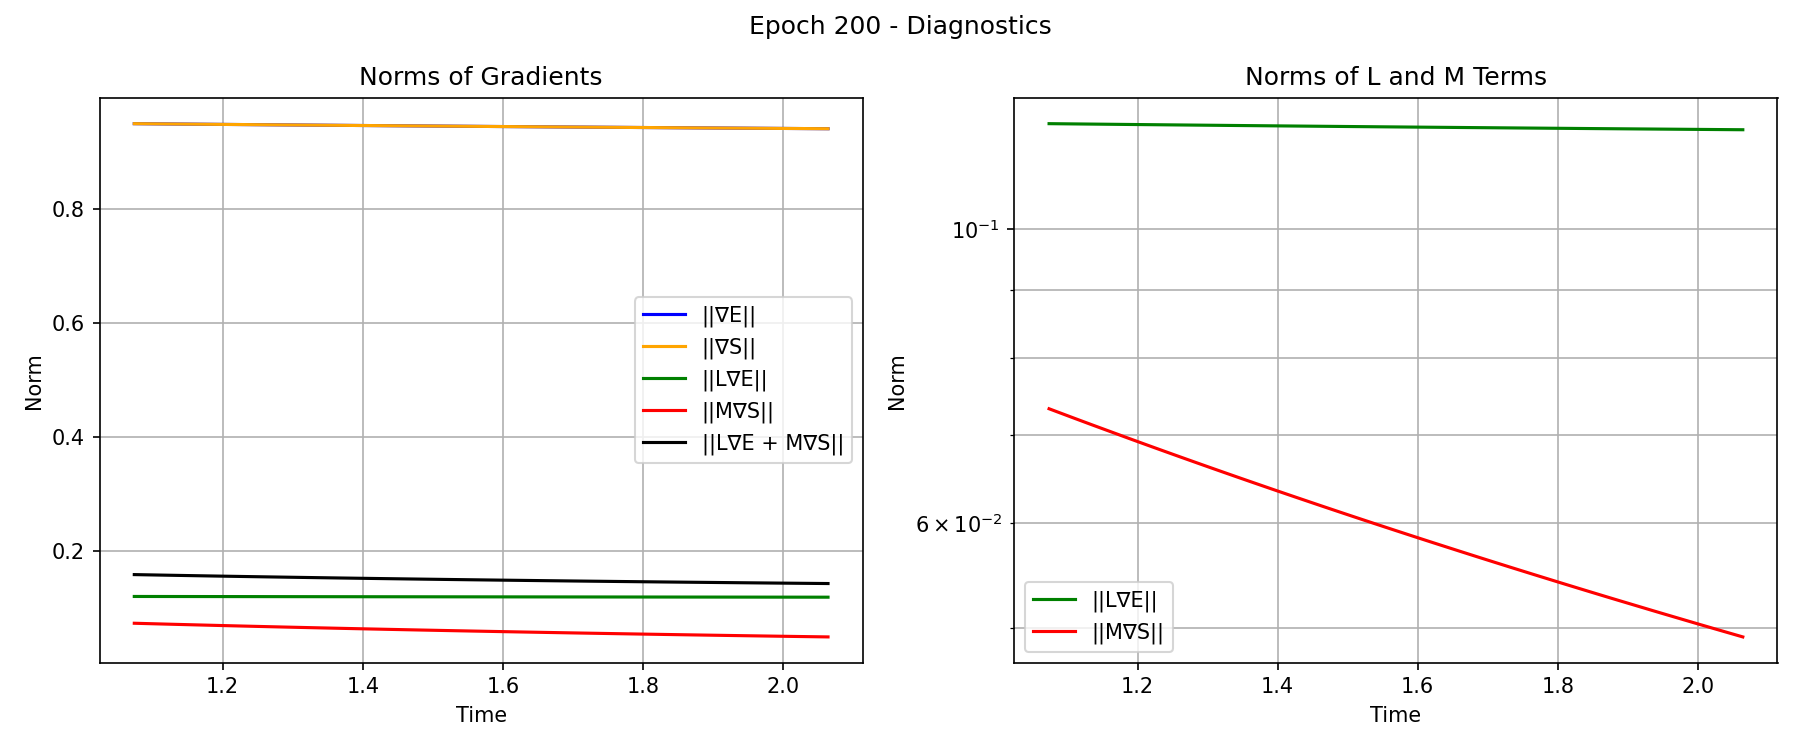 Epoch 200 - Diagnostics
Norms of Gradients
Norm
0.8
0.6
0.4
0.2
||∇E||
||∇S||
||L∇E||
||M∇S||
||L∇E + M∇S||
1.2 1.4 1.6 1.8 2.0
Time
Norms of L and M Terms
Norm
10⁻¹
6 × 10⁻²
||L∇E||
||M∇S||
1.2 1.4 1.6 1.8 2.0
Time